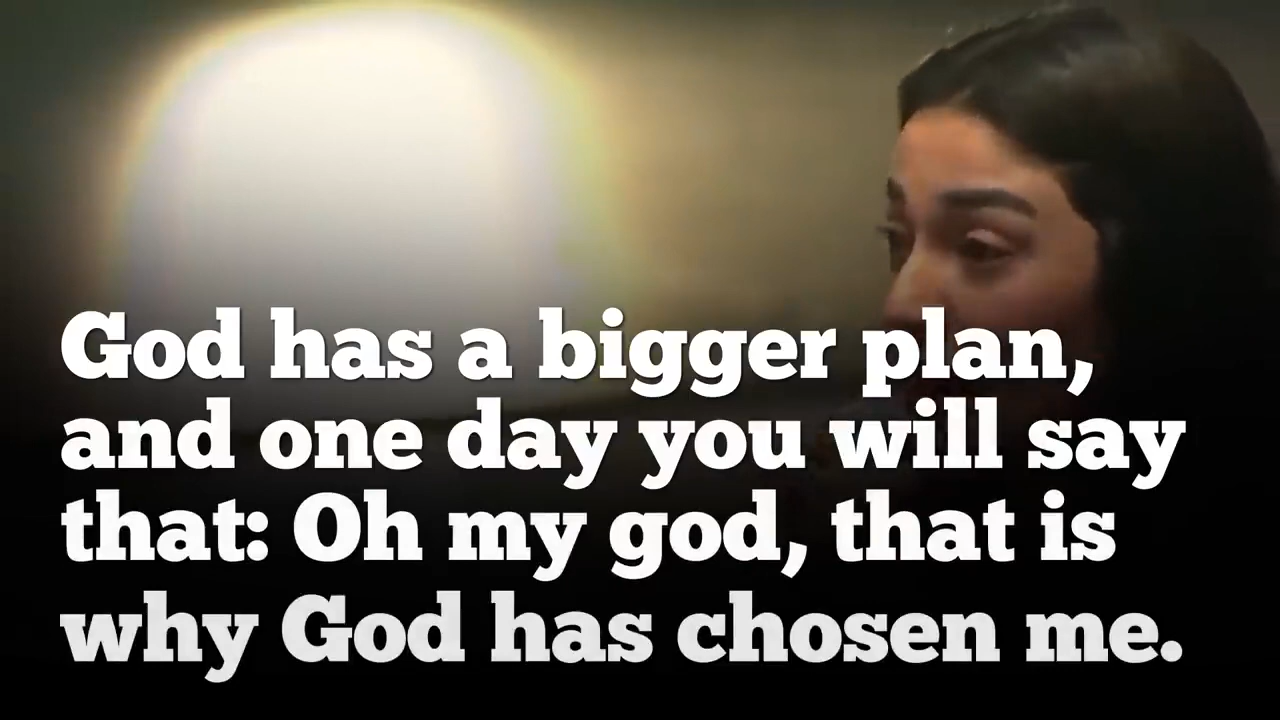 God has a bigger plan,
and one day you will say
that: Oh my god, that is
why God has chosen me.